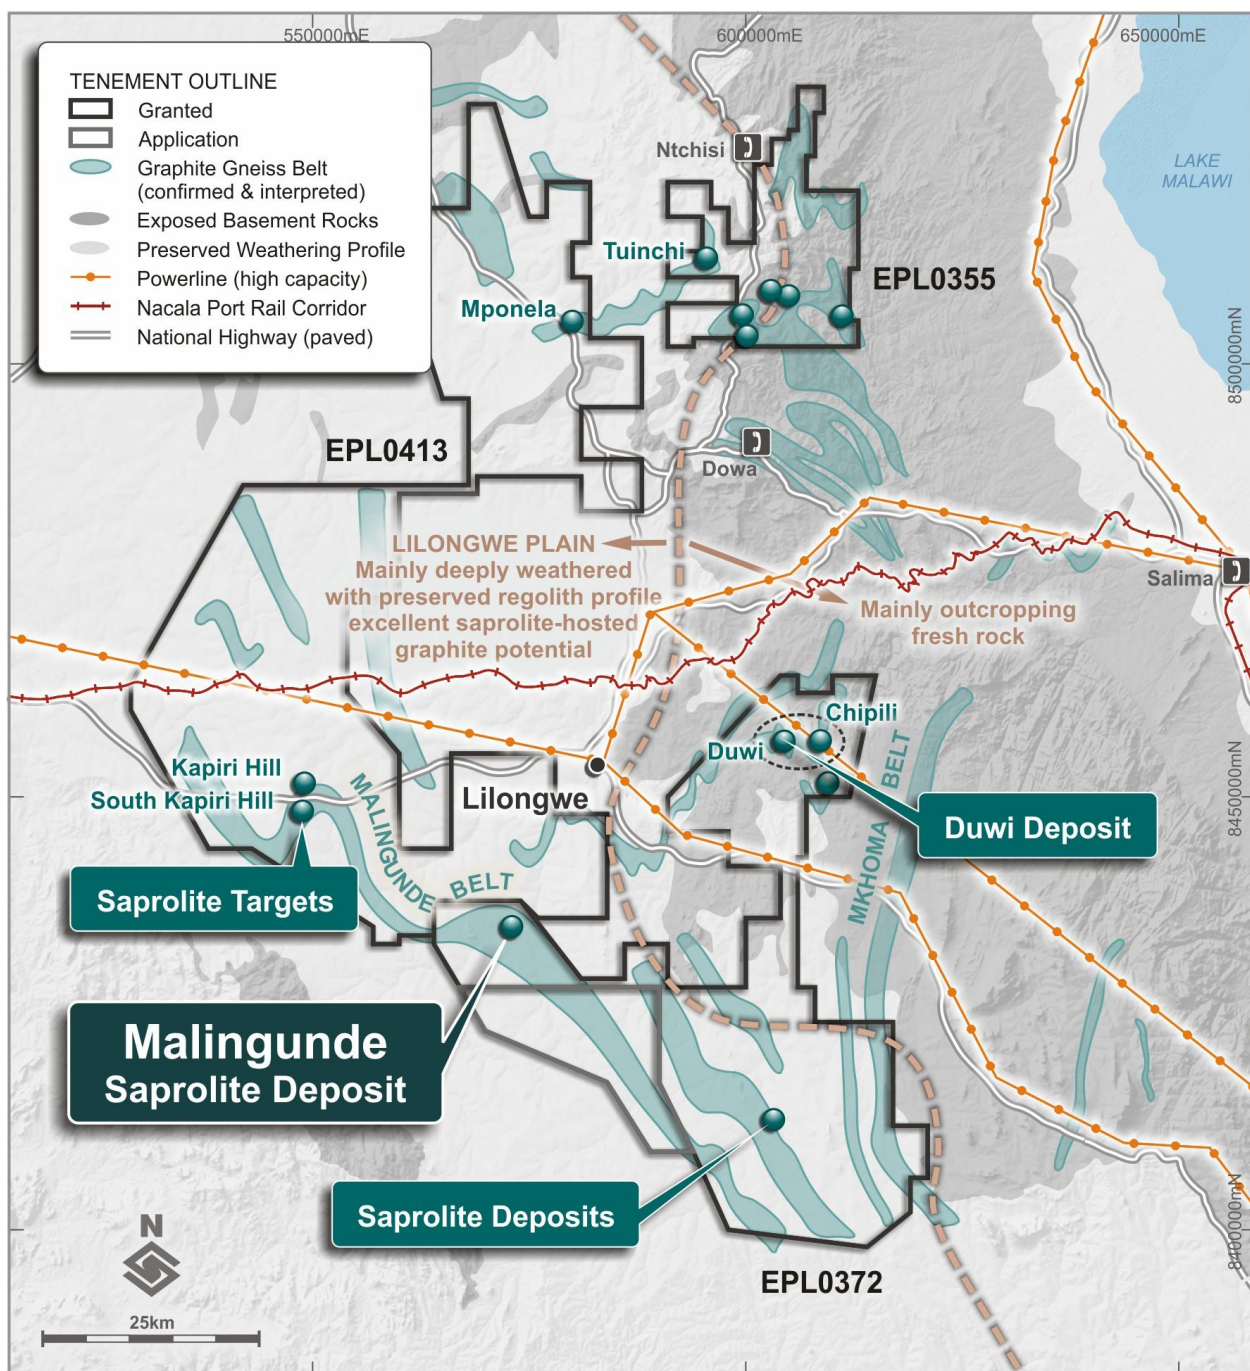 550000mE
600000mE
650000mE
TENEMENT OUTLINE
Granted
Application
Graphite Gneiss Belt
(confirmed & interpreted)
Exposed Basement Rocks
Preserved Weathering Profile
Powerline (high capacity)
Nacala Port Rail Corridor
National Highway (paved)
Ntchisi
LAKE
MALAWI
Tuinchi
EPL0355
Mponela
8500000mN
EPL0413
Dowa
LILONGWE PLAIN
Mainly deeply weathered
with preserved regolith profile
excellent saprolite-hosted
graphite potential
Salima
Mainly outcropping
fresh rock
Chipili
Duwi
Kapiri Hill
South Kapiri Hill
Lilongwe
MALINGUNDE BELT
MKHOMA BELT
8450000mN
Duwi Deposit
Saprolite Targets
Malingunde
Saprolite Deposit
Saprolite Deposits
8400000mN
EPL0372
N
25km